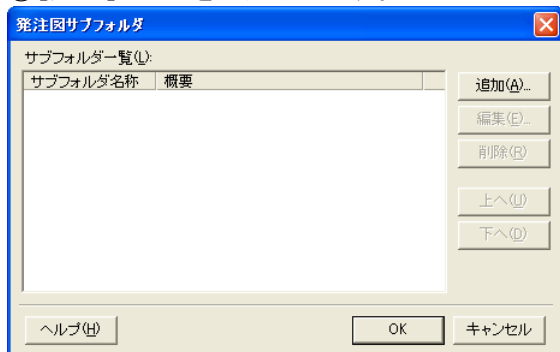 発注図サブフォルダ
サブフォルダ一覧(L):
サブフォルダ名称 概要
追加(A)...
編集(E)...
削除(R)
上へ(U)
下へ(D)
ヘルプ(H) OK キャンセル